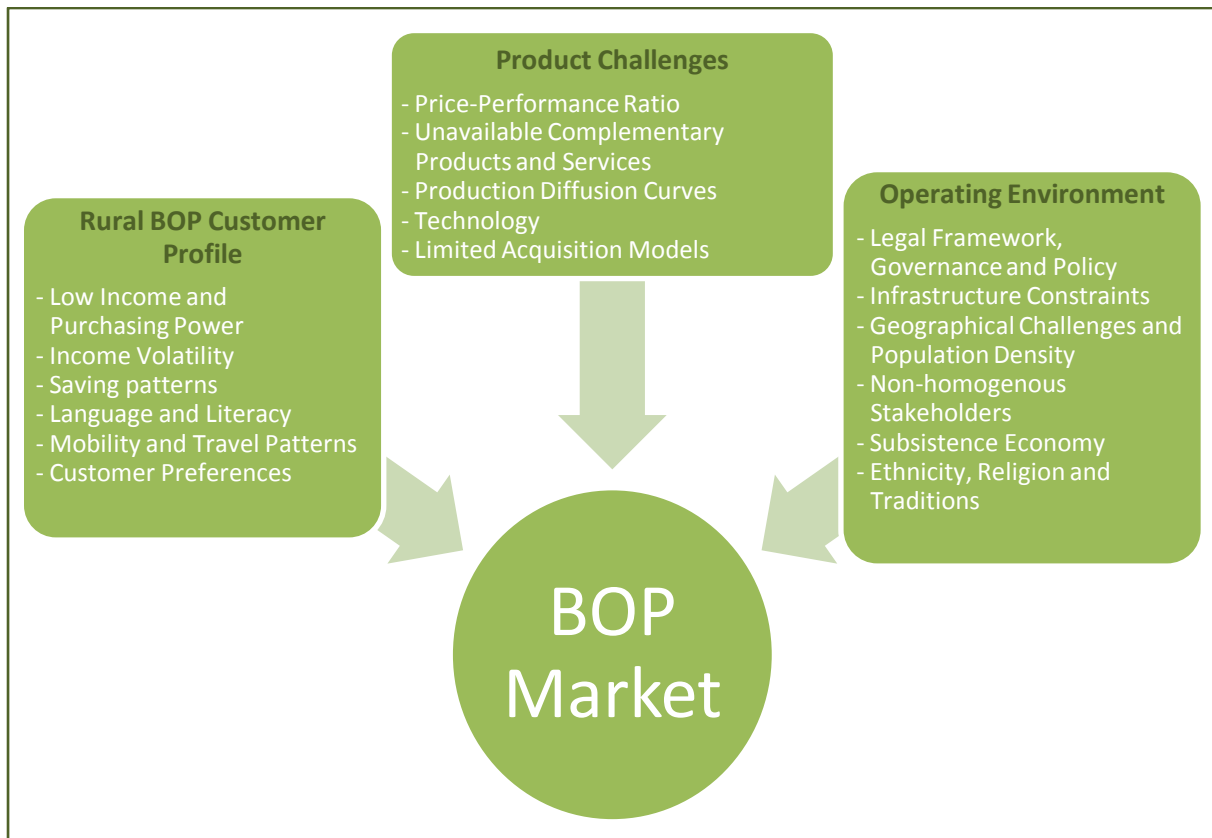 Product Challenges
- Price-Performance Ratio
- Unavailable Complementary
Products and Services
- Production Diffusion Curves
- Technology
- Limited Acquisition Models
Rural BOP Customer
Profile
- Low Income and
Purchasing Power
- Income Volatility
- Saving patterns
- Language and Literacy
- Mobility and Travel Patterns
- Customer Preferences
Operating Environment
- Legal Framework,
Governance and Policy
- Infrastructure Constraints
- Geographical Challenges and
Population Density
- Non-homogenous
Stakeholders
- Subsistence Economy
- Ethnicity, Religion and
Traditions
BOP
Market